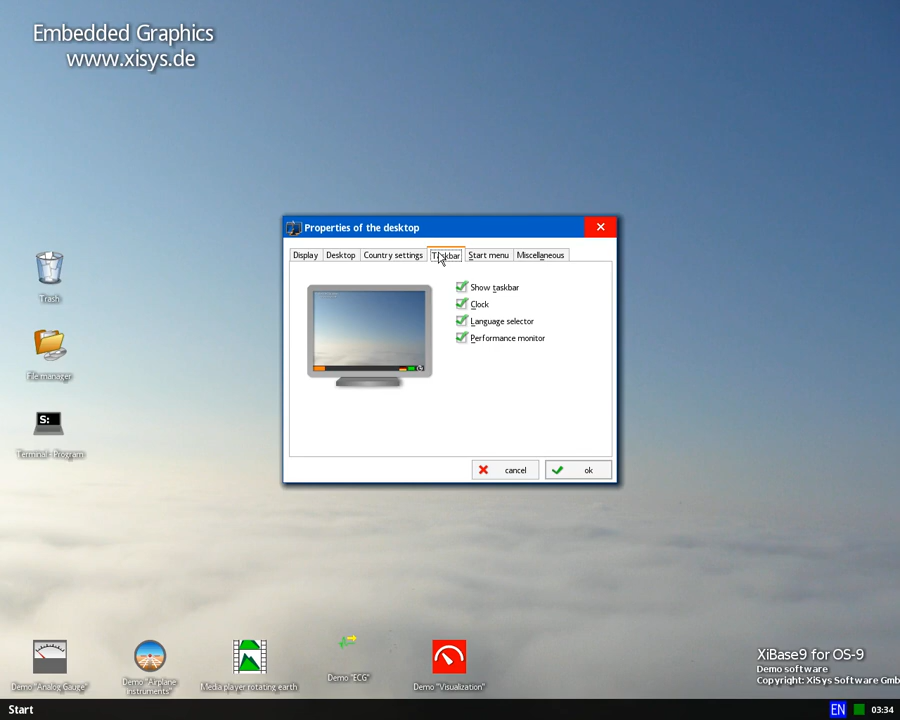 Embedded Graphics
www.xisys.de
Properties of the desktop
Display
Desktop
Country settings
Taskbar
Start menu
Miscellaneous
Show taskbar
Clock
Language selector
Performance monitor
cancel
ok
Trash
File manager
S:
Terminal - Program
Demo "Analog Gauge"
Demo "Airplane
Instruments"
Media player rotating earth
Demo "ECG"
Demo "Visualization"
XiBase9 for OS-9
Demo software
Copyright: XiSys Software Gmb
Start
EN
03:34